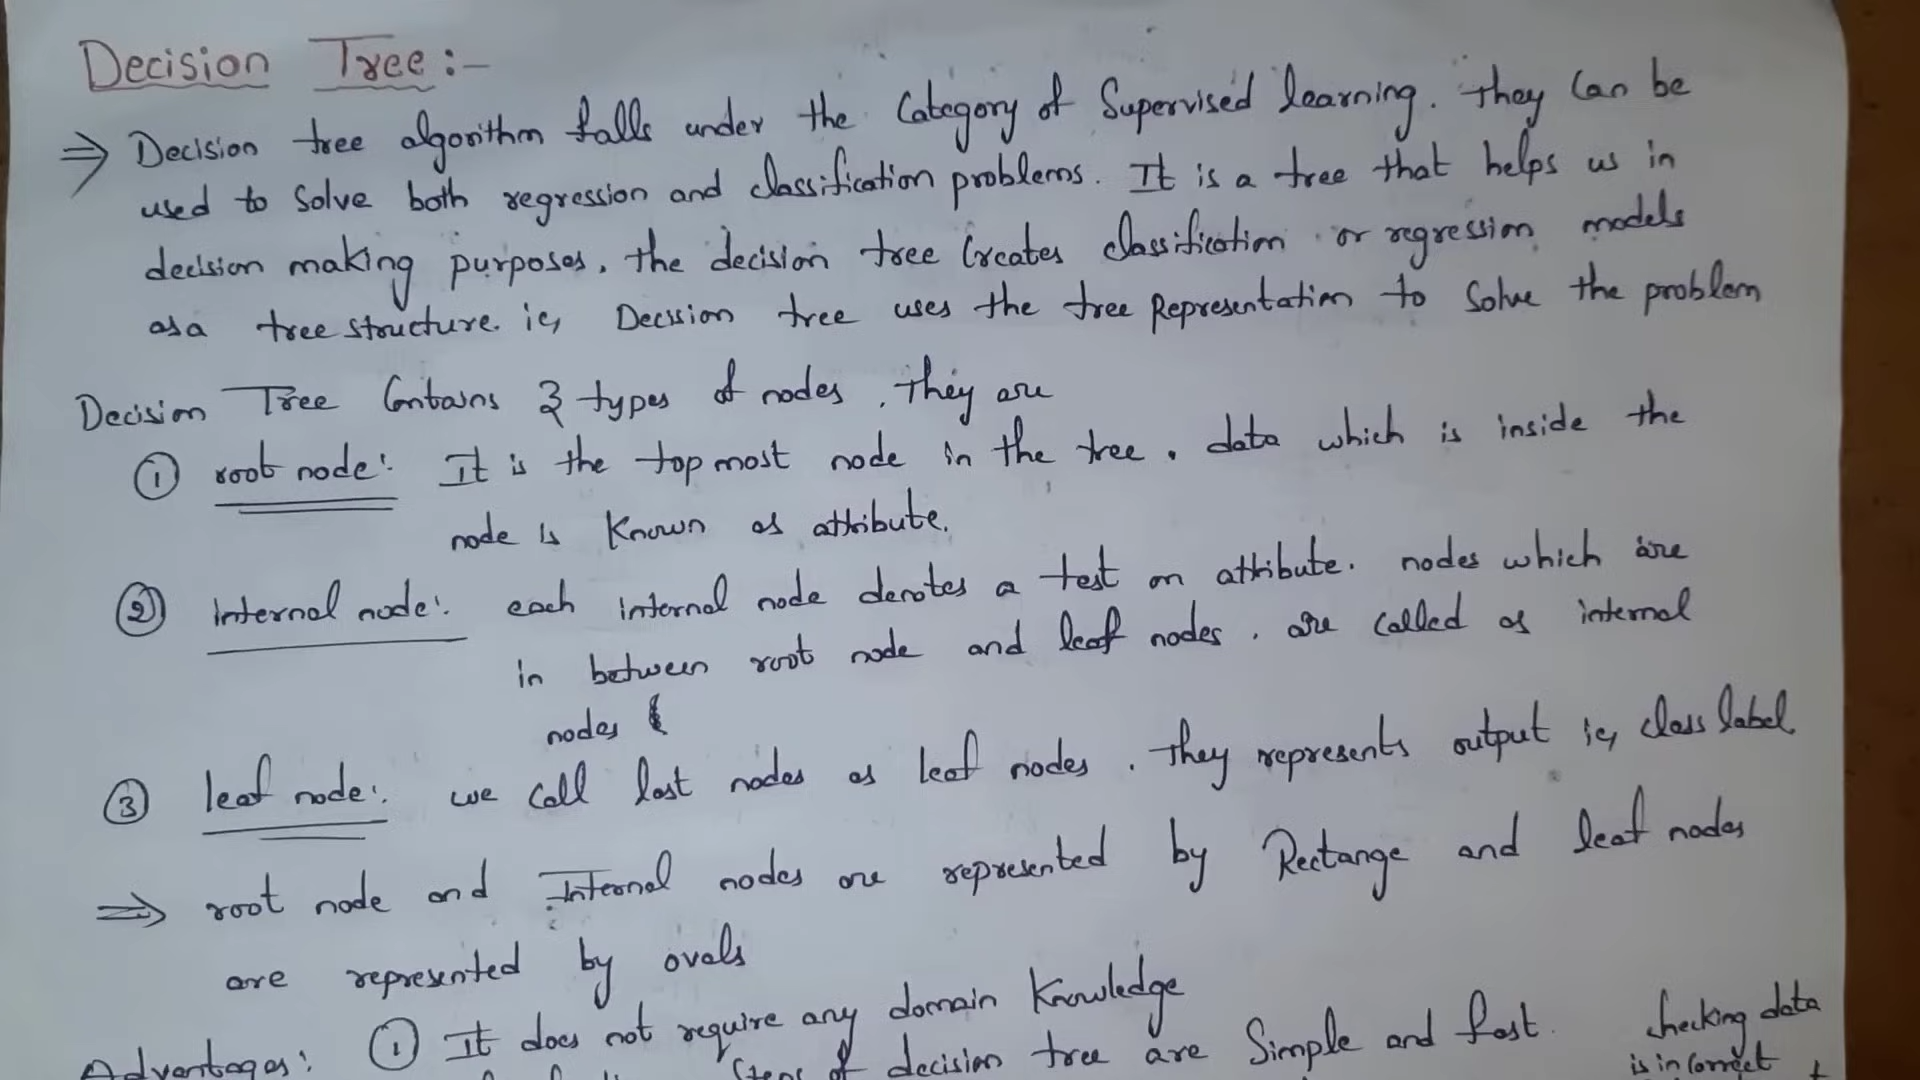 Decision Tree :-
⇒ Decision tree algorithm falls under the Category of Supervised learning. They can be
used to solve both regression and classification problems. It is a tree that helps us in
decision making purposes, the decision tree Creates classification or regression models
as a tree structure. ie, Decision tree uses the tree Representation to solve the problem
Decision Tree Contains 3 types of nodes, They are
① root node: It is the top most node in the tree. data which is inside the
node is Known as attribute.
② internal node: each internal node denotes a test on attribute. nodes which are
in between root node and leaf nodes. are called as internal
nodes
③ leaf node: we call last nodes as leaf nodes. They represents output ie, class label.
⇒ root node and Internal nodes are represented by Rectange and leaf nodes
are represented by ovals
Advantages: ① It does not require any domain Knowledge
Steps of decision tree are Simple and fast.
checking data
is in correct